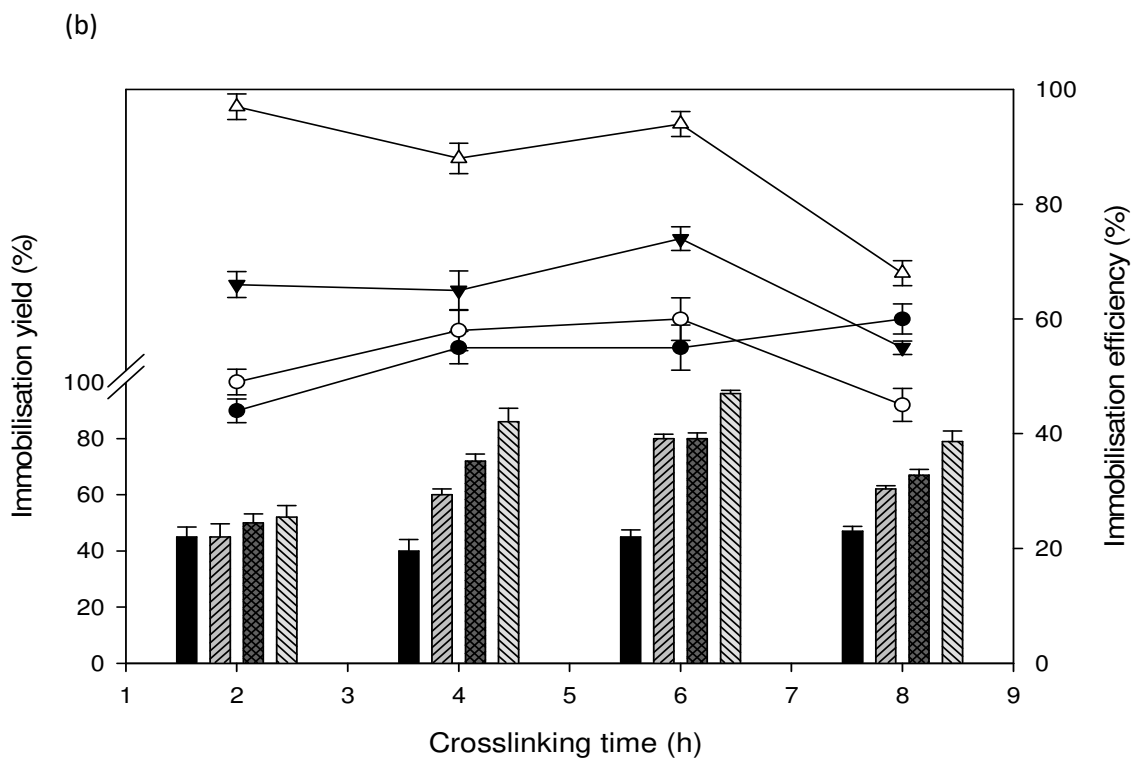 (b)
Immobilisation yield (%)
100
80
60
40
20
0
100
80
60
40
20
0
Immobilisation efficiency (%)
1 2 3 4 5 6 7 8 9
Crosslinking time (h)